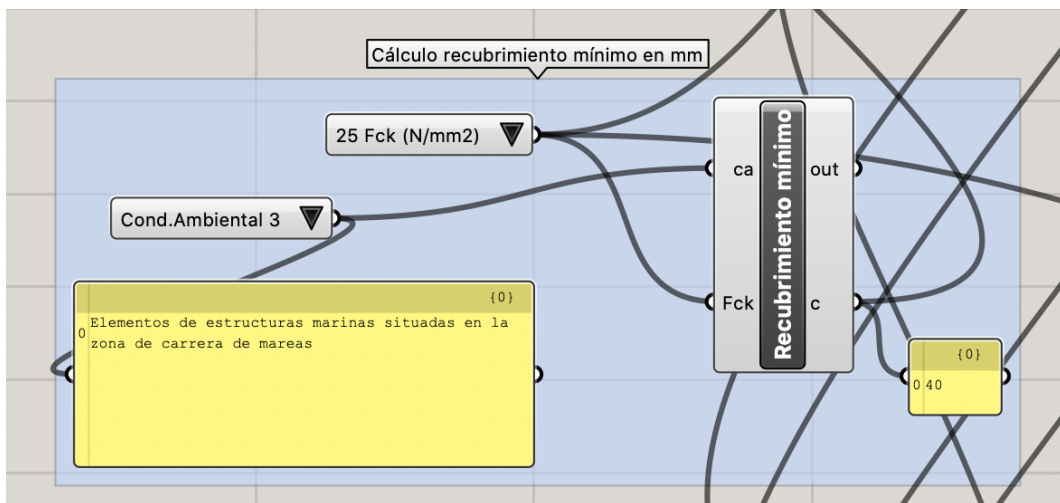 Cálculo recubrimiento mínimo en mm
25 Fck (N/mm2)
Cond.Ambiental 3
ca
out
Recubrimiento mínimo
Fck
c
{0}
0 Elementos de estructuras marinas situadas en la
zona de carrera de mareas
{0}
0 40